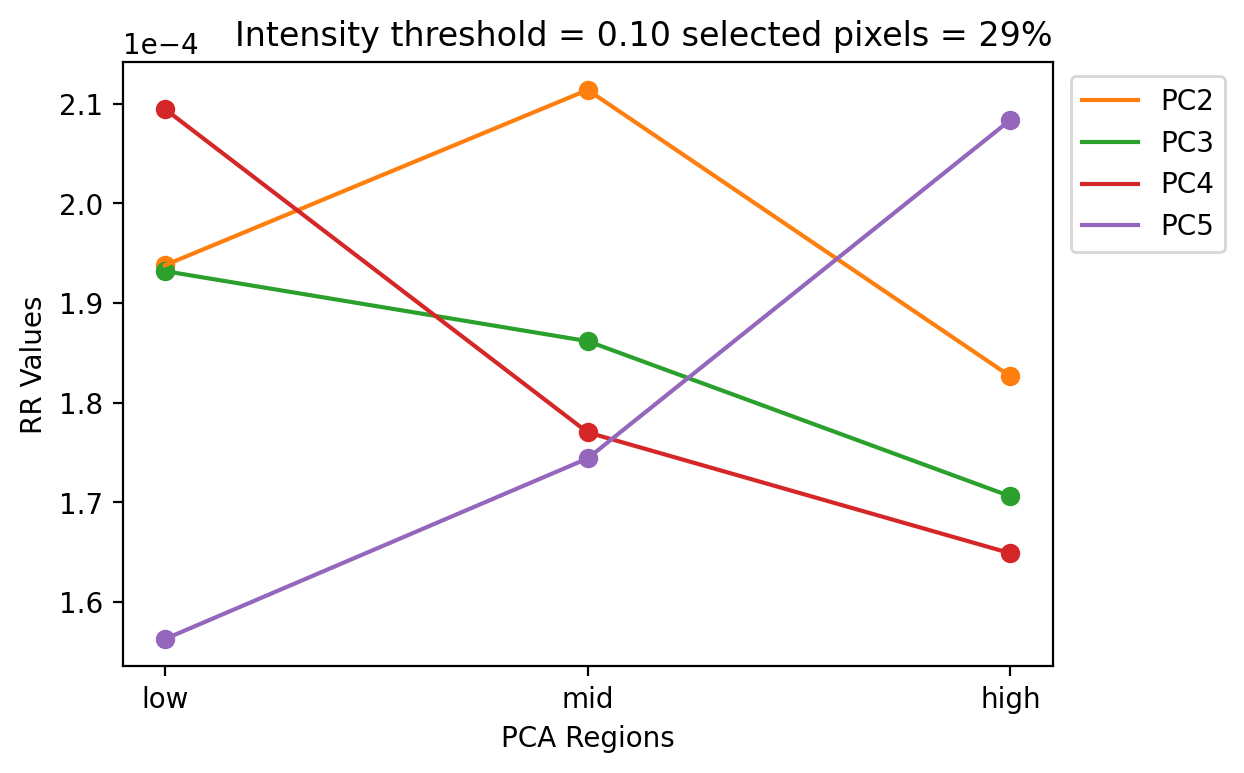 Intensity threshold = 0.10 selected pixels = 29%
1e−4
2.1
2.0
1.9
1.8
1.7
1.6
RR Values
low mid high
PCA Regions
PC2
PC3
PC4
PC5